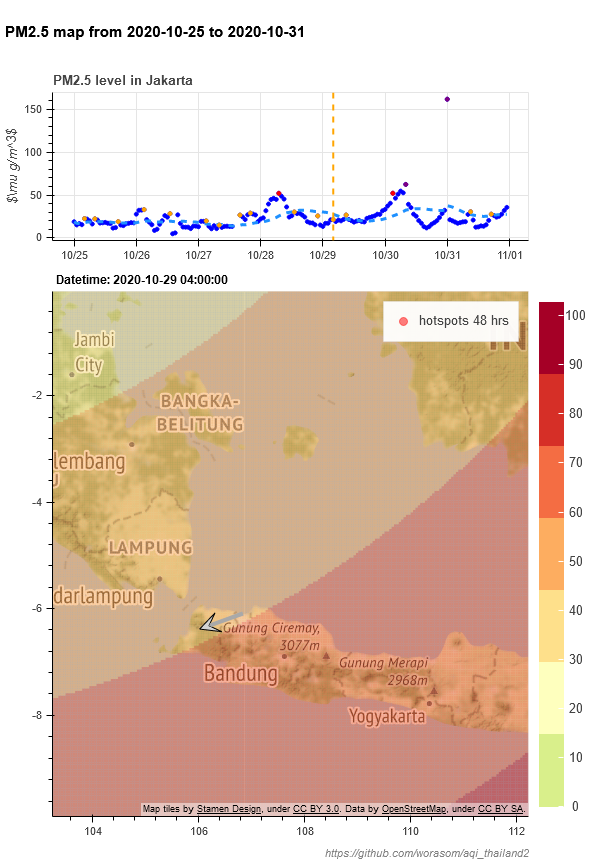 PM2.5 map from 2020-10-25 to 2020-10-31
PM2.5 level in Jakarta
$\mu g/m^3$
150
100
50
0
10/25
10/26
10/27
10/28
10/29
10/30
10/31
11/01
Datetime: 2020-10-29 04:00:00
hotspots 48 hrs
Jambi
City
BANGKA-
BELITUNG
lembang
LAMPUNG
darlampung
Gunung Ciremay,
3077m
Bandung
Gunung Merapi
2968m
Yogyakarta
-2
-4
-6
-8
104
106
108
110
112
100
90
80
70
60
50
40
30
20
10
0
Map tiles by Stamen Design, under CC BY 3.0. Data by OpenStreetMap, under CC BY SA.
https://github.com/worasom/aqi_thailand2